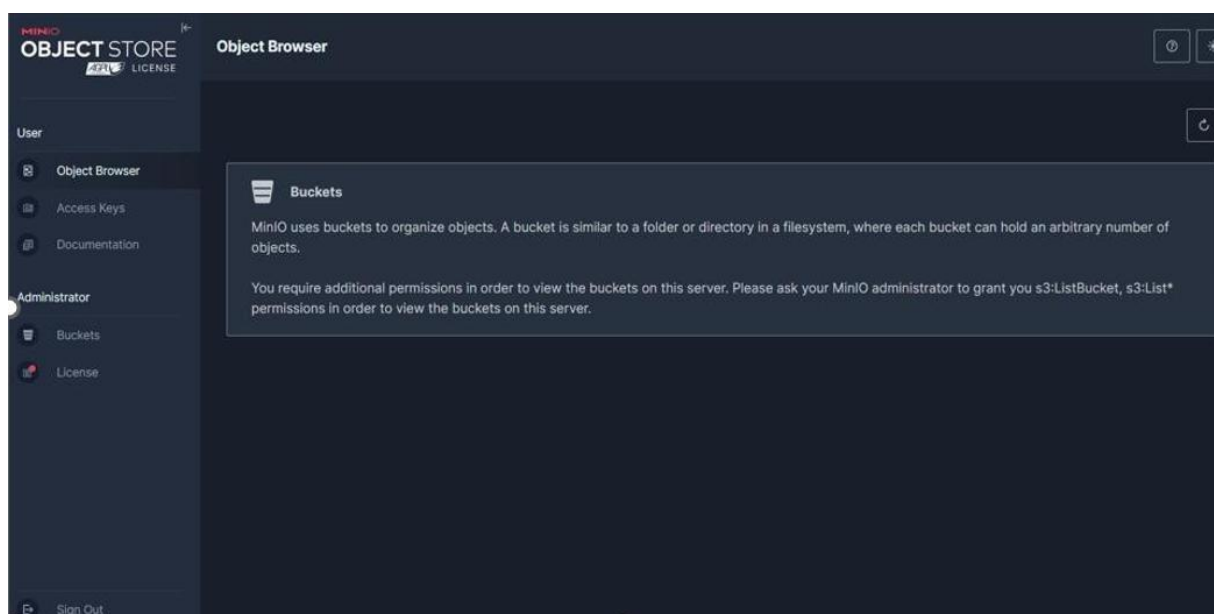 MINIO
OBJECT STORE
LICENSE
Object Browser
User
Object Browser
Access Keys
Documentation
Administrator
Buckets
License
Sign Out
Buckets
MinIO uses buckets to organize objects. A bucket is similar to a folder or directory in a filesystem, where each bucket can hold an arbitrary number of
objects.
You require additional permissions in order to view the buckets on this server. Please ask your MinIO administrator to grant you s3:ListBucket, s3:List*
permissions in order to view the buckets on this server.